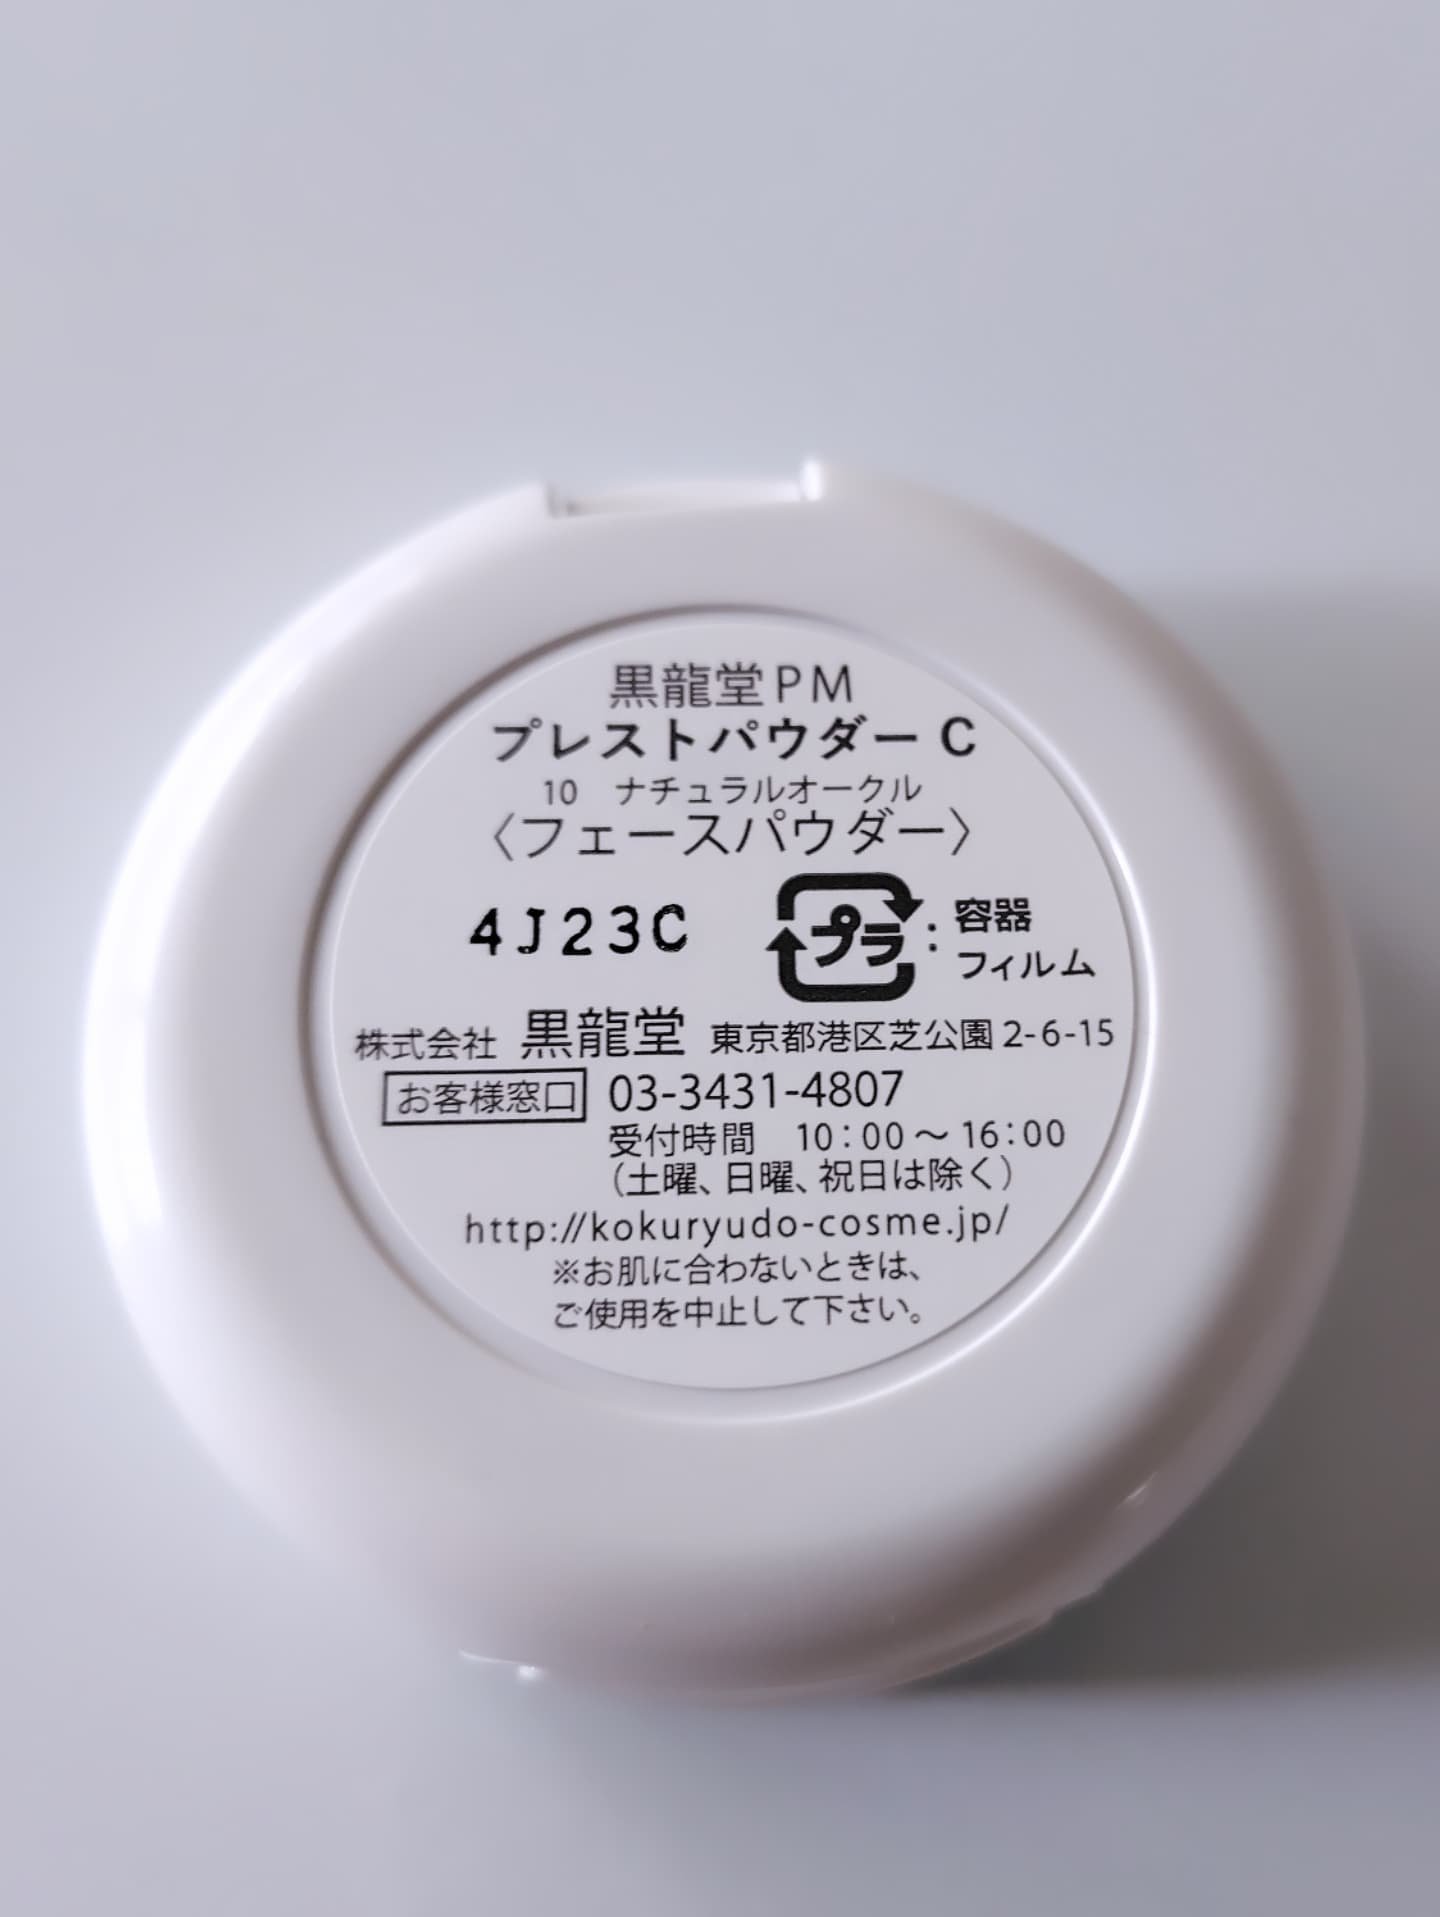 黒龍堂PM
プレストパウダー C
10　ナチュラルオークル
〈フェースパウダー〉
4J23C
プラ : 容器
フィルム
株式会社 黒龍堂 東京都港区芝公園2-6-15
お客様窓口 03-3431-4807
受付時間　10：00～16：00
（土曜、日曜、祝日は除く）
http://kokuryudo-cosme.jp/
※お肌に合わないときは、
ご使用を中止して下さい。